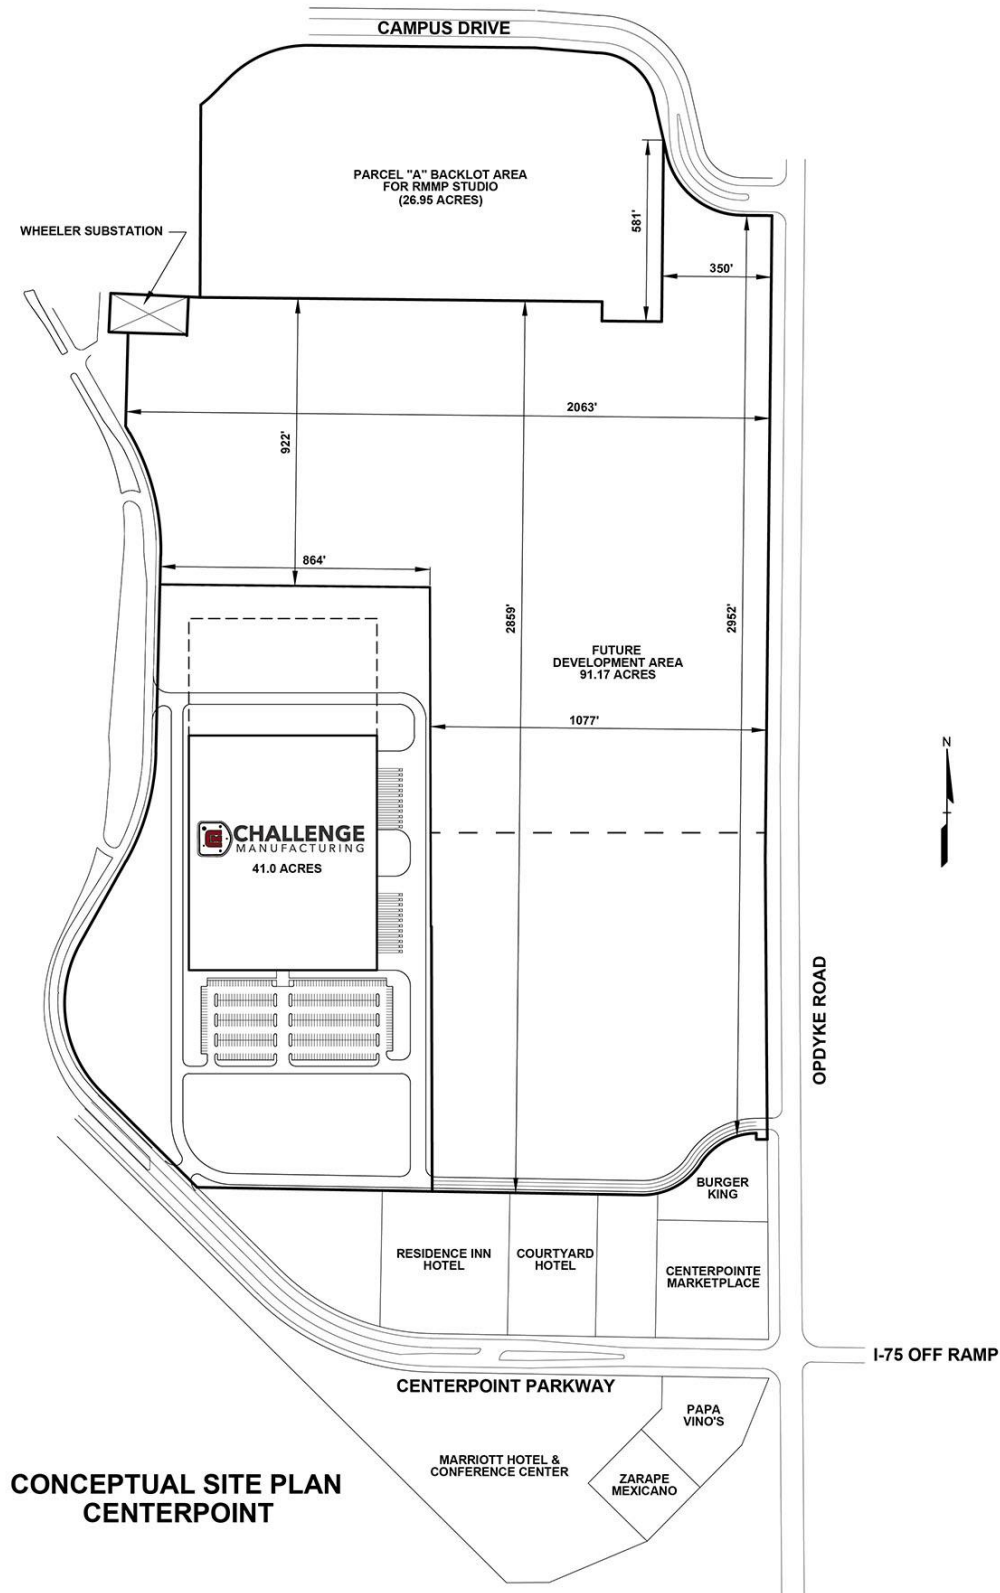 CAMPUS DRIVE
PARCEL "A" BACKLOT AREA
FOR RMMP STUDIO
(26.95 ACRES)
WHEELER SUBSTATION
581'
350'
2063'
922'
864'
2859'
2952'
FUTURE
DEVELOPMENT AREA
91.17 ACRES
1077'
N
CHALLENGE
MANUFACTURING
41.0 ACRES
OPDYKE ROAD
BURGER
KING
RESIDENCE INN
HOTEL
COURTYARD
HOTEL
CENTERPOINTE
MARKETPLACE
I-75 OFF RAMP
CENTERPOINT PARKWAY
PAPA
VINO'S
MARRIOTT HOTEL &
CONFERENCE CENTER
ZARAPE
MEXICANO
CONCEPTUAL SITE PLAN
CENTERPOINT